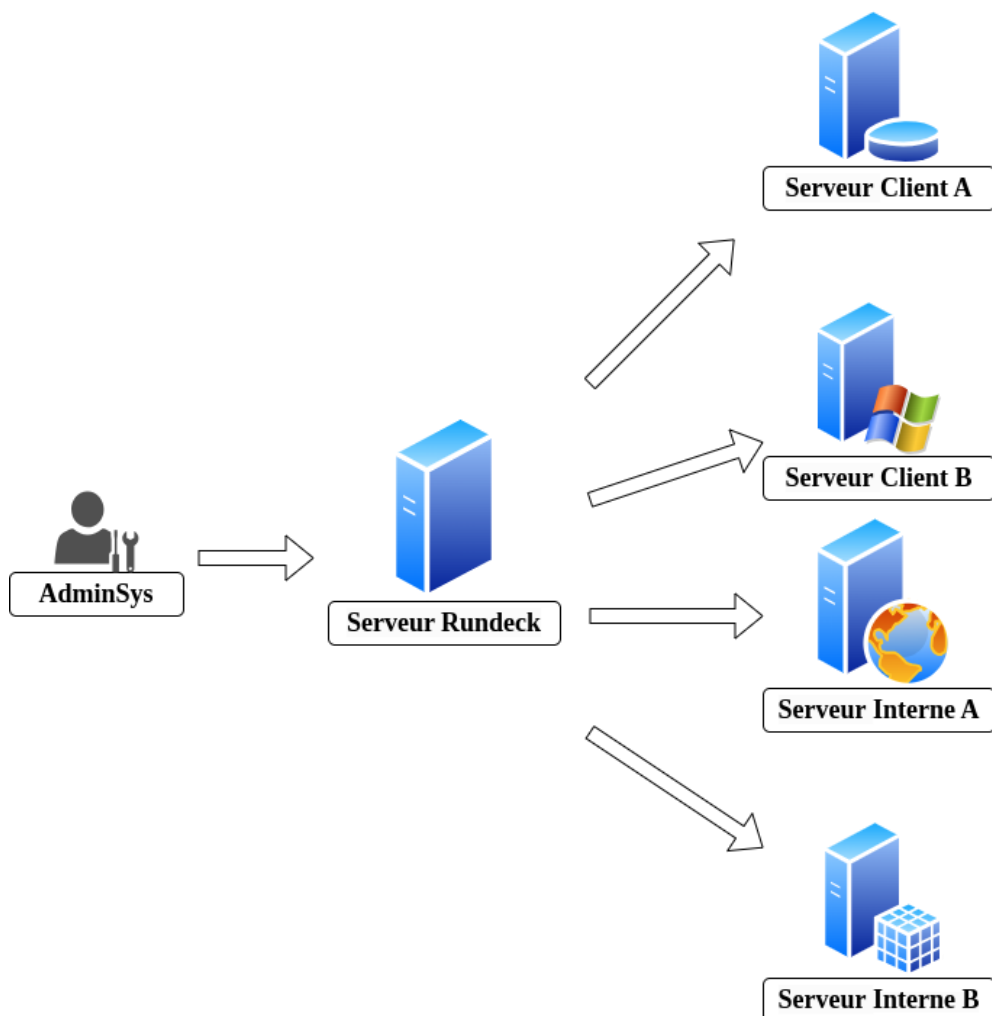 Serveur Client A
Serveur Client B
AdminSys
Serveur Rundeck
Serveur Interne A
Serveur Interne B